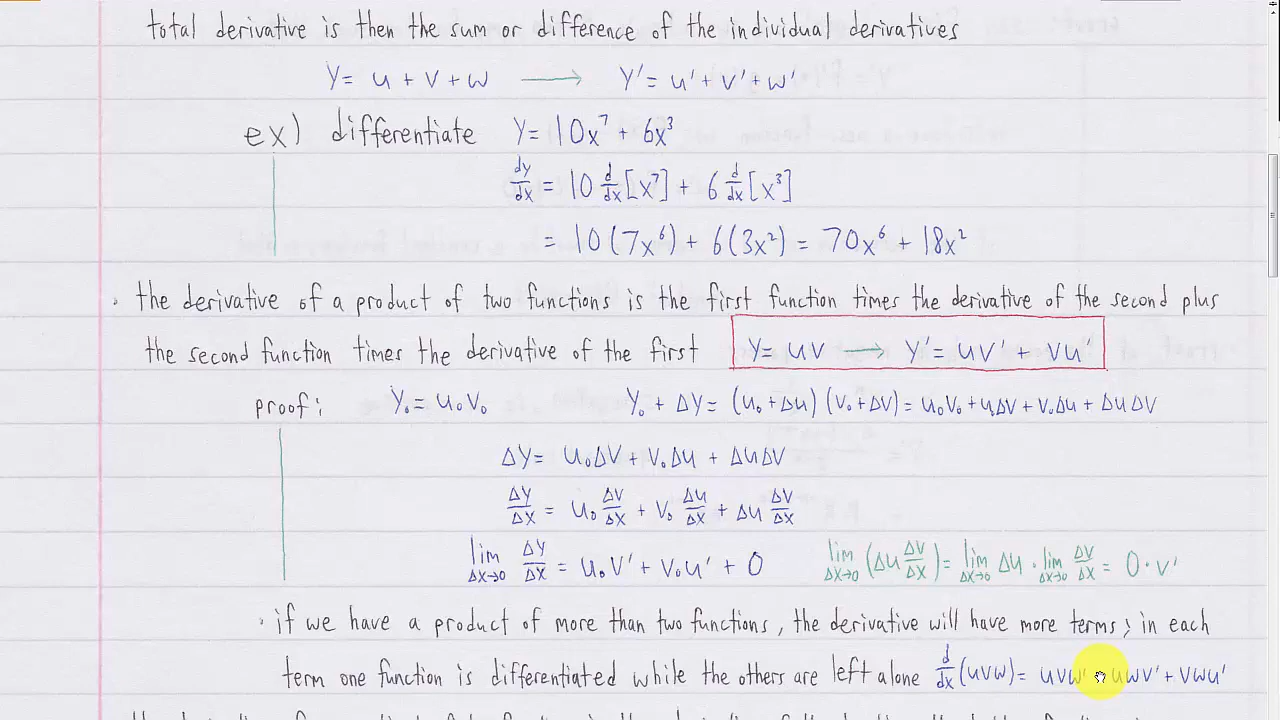 total derivative is then the sum or difference of the individual derivatives
Y = u + v + w → Y' = u' + v' + w'
ex) differentiate Y = 10x⁷ + 6x³
dy/dx = 10 d/dx [x⁷] + 6 d/dx [x³]
= 10(7x⁶) + 6(3x²) = 70x⁶ + 18x²
• the derivative of a product of two functions is the first function times the derivative of the second plus
the second function times the derivative of the first Y = uv → Y' = uv' + vu'
proof: Y₀ = u₀v₀ Y₀ + ΔY = (u₀ + Δu)(v₀ + Δv) = u₀v₀ + u₀Δv + v₀Δu + ΔuΔv
ΔY = u₀Δv + v₀Δu + ΔuΔv
ΔY/Δx = u₀ Δv/Δx + v₀ Δu/Δx + Δu Δv/Δx
lim Δx→0 ΔY/Δx = u₀v' + v₀u' + 0 lim Δx→0 (Δu Δv/Δx) = lim Δx→0 Δu · lim Δx→0 Δv/Δx = 0 · v'
• if we have a product of more than two functions, the derivative will have more terms; in each
term one function is differentiated while the others are left alone d/dx (uvw) = uvw' + uwv' + vwu'